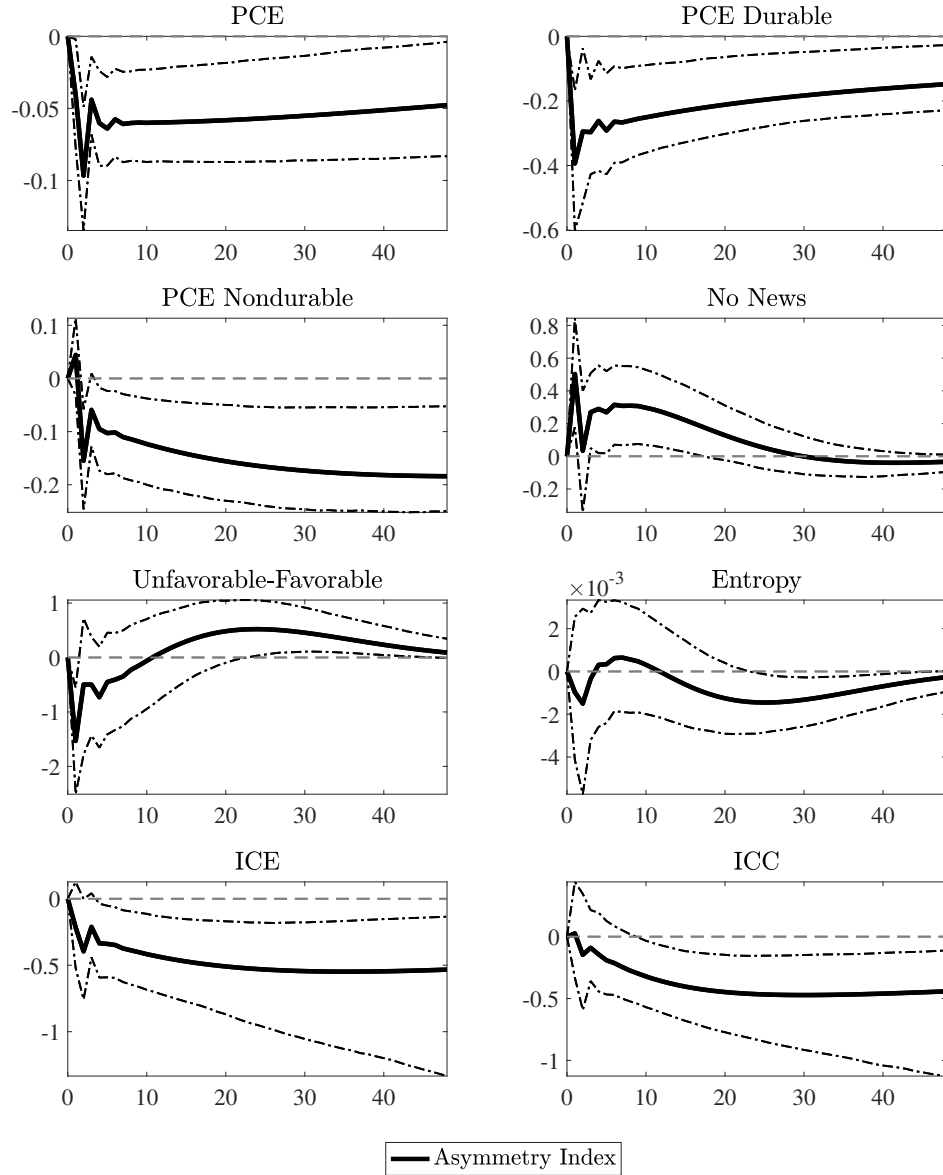 PCE
0
-0.05
-0.1
0 10 20 30 40
PCE Durable
0
-0.2
-0.4
-0.6
0 10 20 30 40
PCE Nondurable
0.1
0
-0.1
-0.2
0 10 20 30 40
No News
0.8
0.6
0.4
0.2
0
-0.2
0 10 20 30 40
Unfavorable-Favorable
1
0
-1
-2
0 10 20 30 40
Entropy
×10⁻³
2
0
-2
-4
0 10 20 30 40
ICE
0
-0.5
-1
0 10 20 30 40
ICC
0
-0.5
-1
0 10 20 30 40
Asymmetry Index